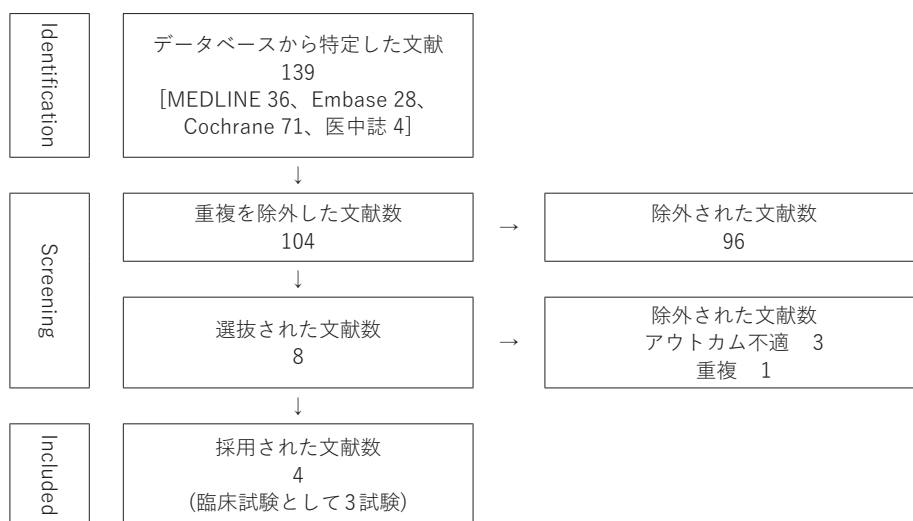 Identification
データベースから特定した文献
139
[MEDLINE 36、Embase 28、
Cochrane 71、医中誌 4]
↓
Screening
重複を除外した文献数
104
→
除外された文献数
96
↓
選抜された文献数
8
→
除外された文献数
アウトカム不適 3
重複 1
↓
Included
採用された文献数
4
(臨床試験として3試験)